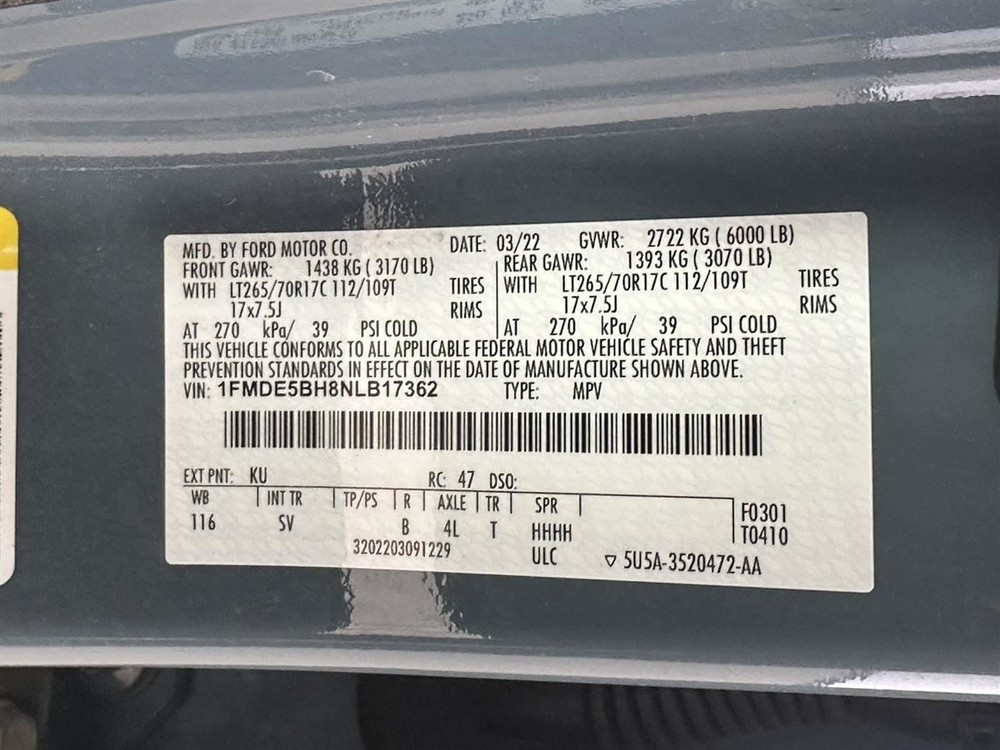 MFD. BY FORD MOTOR CO. DATE: 03/22 GVWR: 2722 KG ( 6000 LB)
FRONT GAWR: 1438 KG ( 3170 LB) REAR GAWR: 1393 KG ( 3070 LB)
WITH LT265/70R17C 112/109T TIRES WITH LT265/70R17C 112/109T TIRES
17x7.5J RIMS 17x7.5J RIMS
AT 270 kPa/ 39 PSI COLD AT 270 kPa/ 39 PSI COLD
THIS VEHICLE CONFORMS TO ALL APPLICABLE FEDERAL MOTOR VEHICLE SAFETY AND THEFT
PREVENTION STANDARDS IN EFFECT ON THE DATE OF MANUFACTURE SHOWN ABOVE.
VIN: 1FMDE5BH8NLB17362 TYPE: MPV
EXT PNT: KU RC: 47 DSO:
WB INT TR TP/PS R AXLE TR SPR
116 SV B 4L T HHHH
F0301
T0410
3202203091229 ULC ▽ 5U5A-3520472-AA